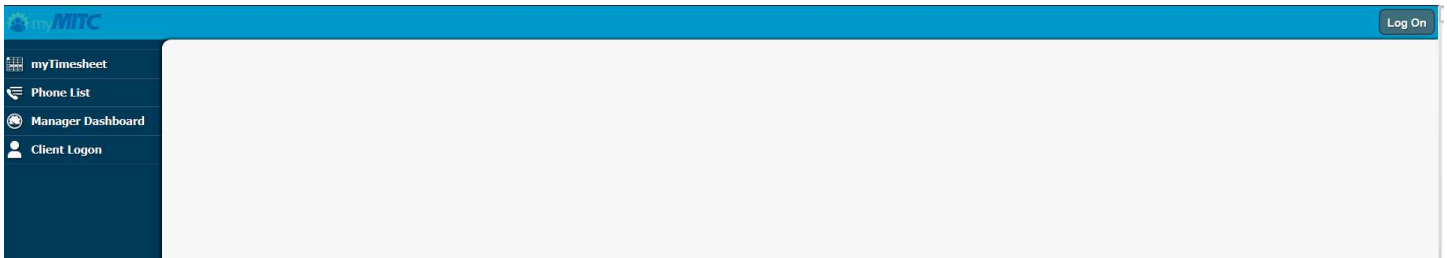 myMITC
Log On
myTimesheet
Phone List
Manager Dashboard
Client Logon